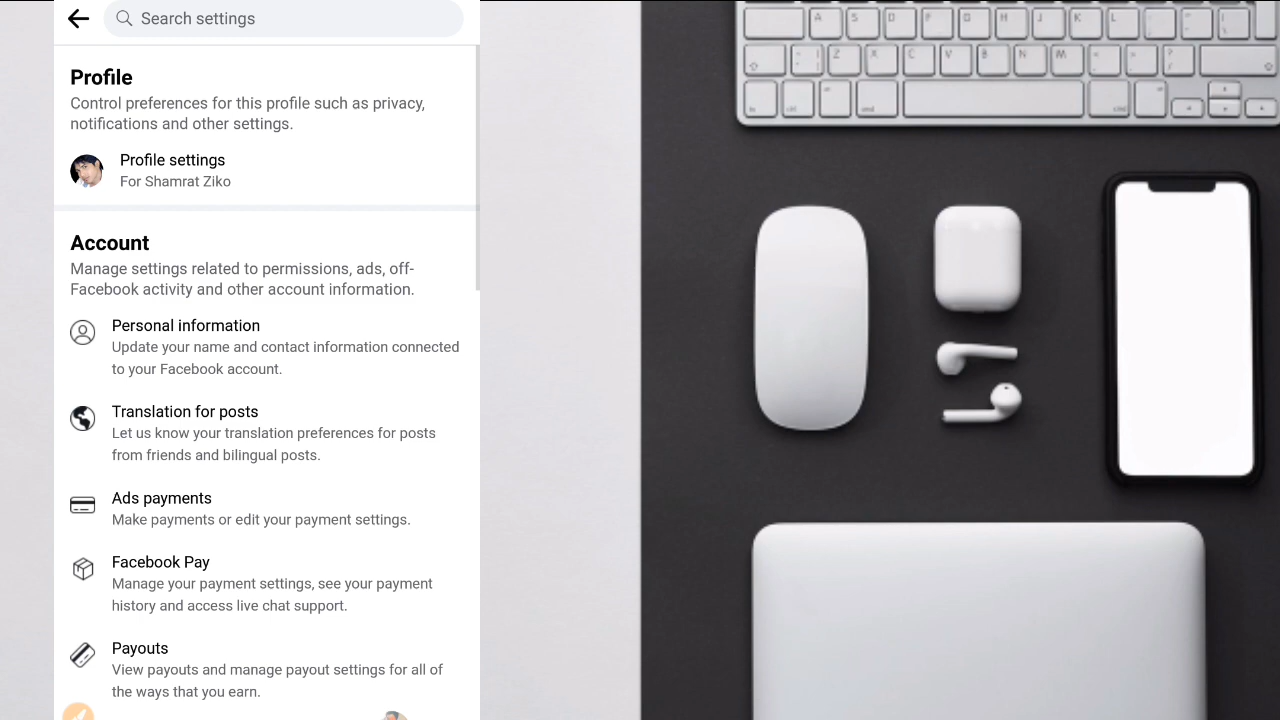 Search settings
Profile
Control preferences for this profile such as privacy,
notifications and other settings.
Profile settings
For Shamrat Ziko
Account
Manage settings related to permissions, ads, off-
Facebook activity and other account information.
Personal information
Update your name and contact information connected
to your Facebook account.
Translation for posts
Let us know your translation preferences for posts
from friends and bilingual posts.
Ads payments
Make payments or edit your payment settings.
Facebook Pay
Manage your payment settings, see your payment
history and access live chat support.
Payouts
View payouts and manage payout settings for all of
the ways that you earn.
A S D F G H J K L
Z X C V B N M